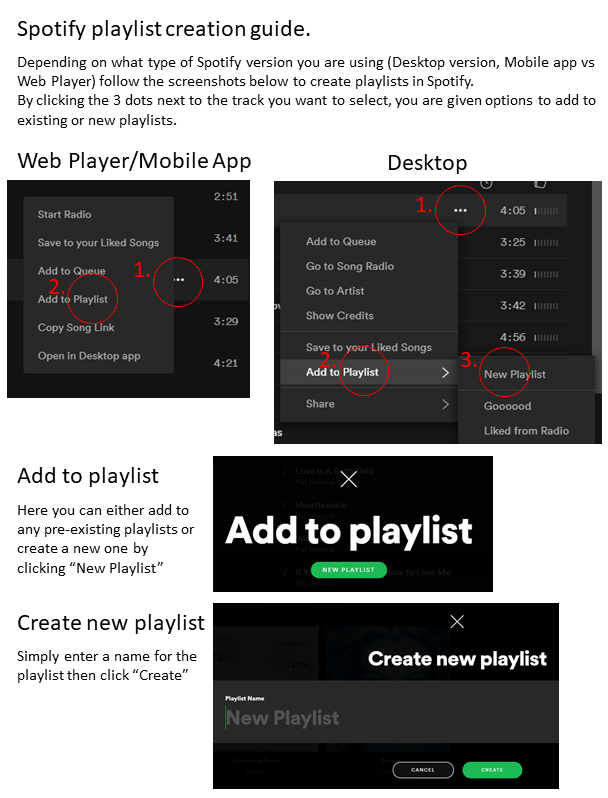 Spotify playlist creation guide.
Depending on what type of Spotify version you are using (Desktop version, Mobile app vs
Web Player) follow the screenshots below to create playlists in Spotify.
By clicking the 3 dots next to the track you want to select, you are given options to add to
existing or new playlists.
Web Player/Mobile App
2:51
Start Radio
Save to your Liked Songs
3:41
Add to Queue
1.
4:05
2.
Add to Playlist
Copy Song Link
3:29
Open in Desktop app
4:21
Desktop
1.
4:05
Add to Queue
3:25
Go to Song Radio
3:39
Go to Artist
Show Credits
3:42
4:56
Save to your Liked Songs
2.
Add to Playlist
3.
New Playlist
Share
Goooood
Liked from Radio
as
Add to playlist
Here you can either add to
any pre-existing playlists or
create a new one by
clicking “New Playlist”
Love Is A Battlefield
Pat Benatar
Heartbreaker
Pat Benatar
Add to playlist
NEW PLAYLIST
Pat Benatar
Create new playlist
Simply enter a name for the
playlist then click “Create”
Create new playlist
Playlist Name
New Playlist
Liked from Radio
CANCEL
CREATE